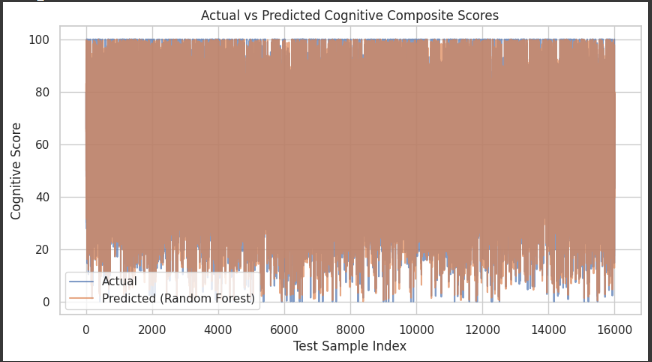 Actual vs Predicted Cognitive Composite Scores
100
80
60
40
20
0
Cognitive Score
Actual
Predicted (Random Forest)
0 2000 4000 6000 8000 10000 12000 14000 16000
Test Sample Index